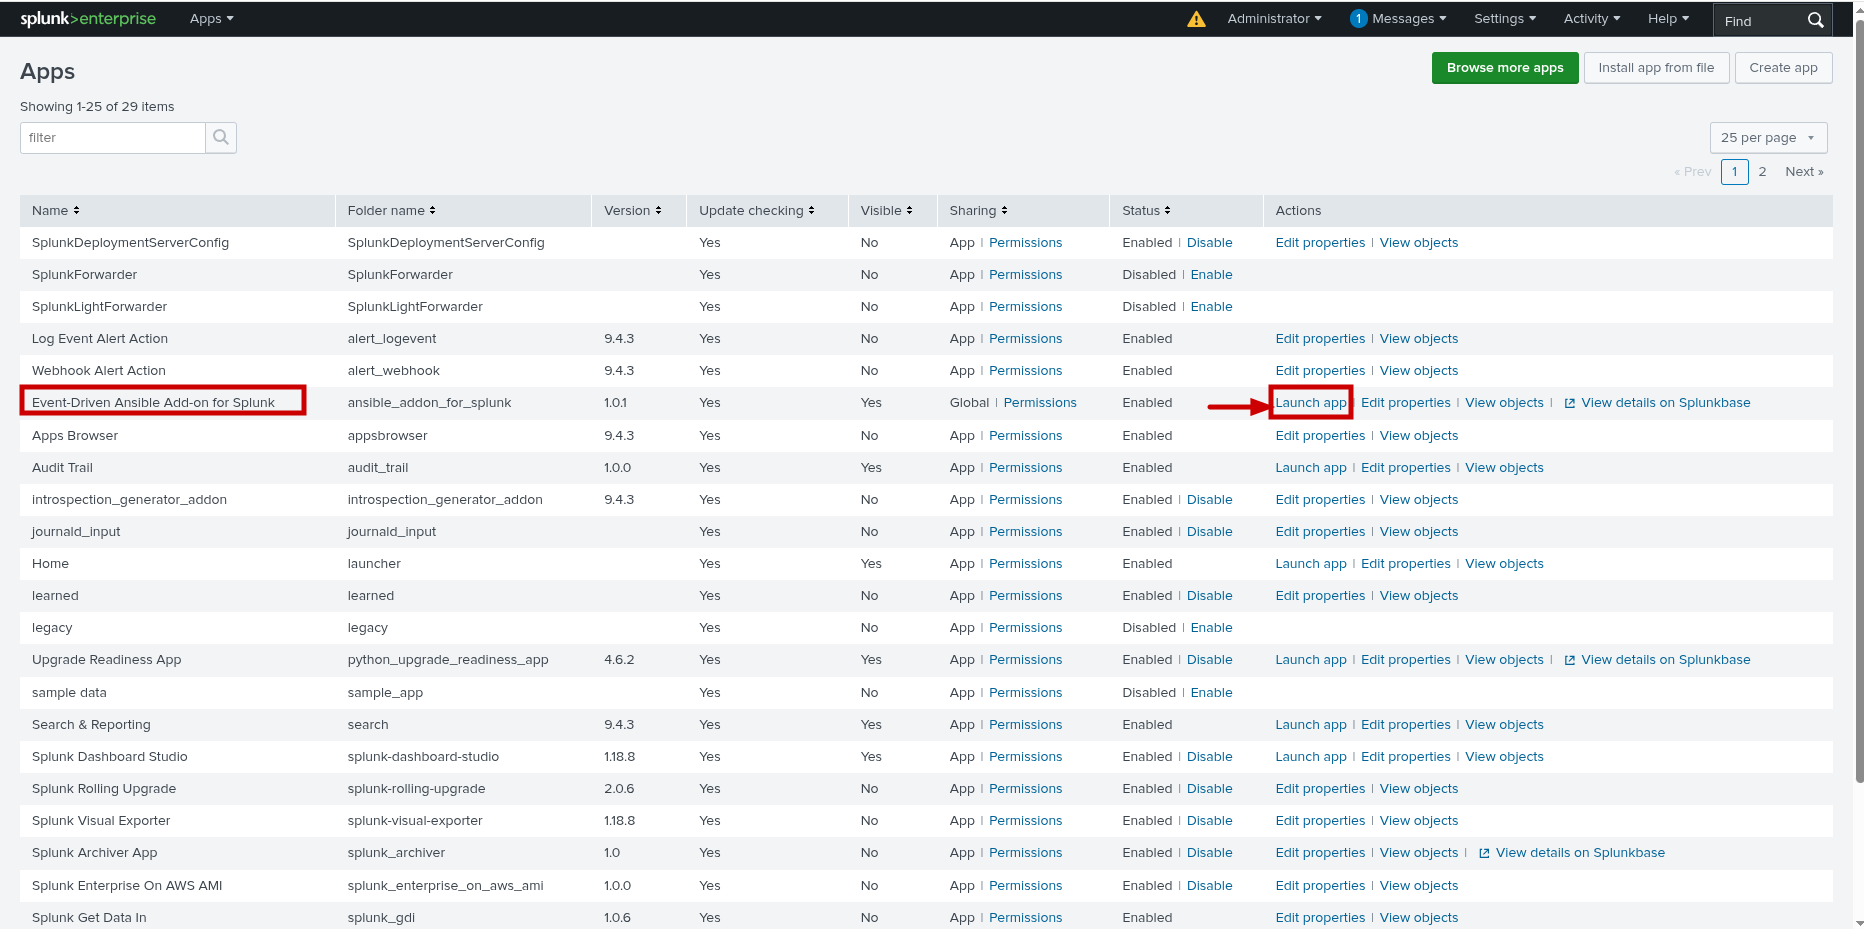 splunk>enterprise Apps Administrator 1 Messages Settings Activity Help Find
Apps Browse more apps Install app from file Create app
Showing 1-25 of 29 items
filter 25 per page
« Prev 1 2 Next »
Name Folder name Version Update checking Visible Sharing Status Actions
SplunkDeploymentServerConfig SplunkDeploymentServerConfig Yes No App | Permissions Enabled | Disable Edit properties | View objects
SplunkForwarder SplunkForwarder Yes No App | Permissions Disabled | Enable
SplunkLightForwarder SplunkLightForwarder Yes No App | Permissions Disabled | Enable
Log Event Alert Action alert_logevent 9.4.3 Yes No App | Permissions Enabled Edit properties | View objects
Webhook Alert Action alert_webhook 9.4.3 Yes No App | Permissions Enabled Edit properties | View objects
Event-Driven Ansible Add-on for Splunk ansible_addon_for_splunk 1.0.1 Yes Yes Global | Permissions Enabled Launch app | Edit properties | View objects | View details on Splunkbase
Apps Browser appsbrowser 9.4.3 Yes No App | Permissions Enabled Edit properties | View objects
Audit Trail audit_trail 1.0.0 Yes Yes App | Permissions Enabled Launch app | Edit properties | View objects
introspection_generator_addon introspection_generator_addon 9.4.3 Yes No App | Permissions Enabled | Disable Edit properties | View objects
journald_input journald_input Yes No App | Permissions Enabled | Disable Edit properties | View objects
Home launcher Yes Yes App | Permissions Enabled Launch app | Edit properties | View objects
learned learned Yes No App | Permissions Enabled | Disable Edit properties | View objects
legacy legacy Yes No App | Permissions Disabled | Enable
Upgrade Readiness App python_upgrade_readiness_app 4.6.2 Yes Yes App | Permissions Enabled | Disable Launch app | Edit properties | View objects | View details on Splunkbase
sample data sample_app Yes No App | Permissions Disabled | Enable
Search & Reporting search 9.4.3 Yes Yes App | Permissions Enabled Launch app | Edit properties | View objects
Splunk Dashboard Studio splunk-dashboard-studio 1.18.8 Yes Yes App | Permissions Enabled | Disable Launch app | Edit properties | View objects
Splunk Rolling Upgrade splunk-rolling-upgrade 2.0.6 Yes No App | Permissions Enabled | Disable Edit properties | View objects
Splunk Visual Exporter splunk-visual-exporter 1.18.8 Yes No App | Permissions Enabled | Disable Edit properties | View objects
Splunk Archiver App splunk_archiver 1.0 Yes No App | Permissions Enabled | Disable Edit properties | View objects | View details on Splunkbase
Splunk Enterprise On AWS AMI splunk_enterprise_on_aws_ami 1.0.0 Yes No App | Permissions Enabled | Disable Edit properties | View objects
Splunk Get Data In splunk_gdi 1.0.6 Yes No App | Permissions Enabled Edit properties | View objects